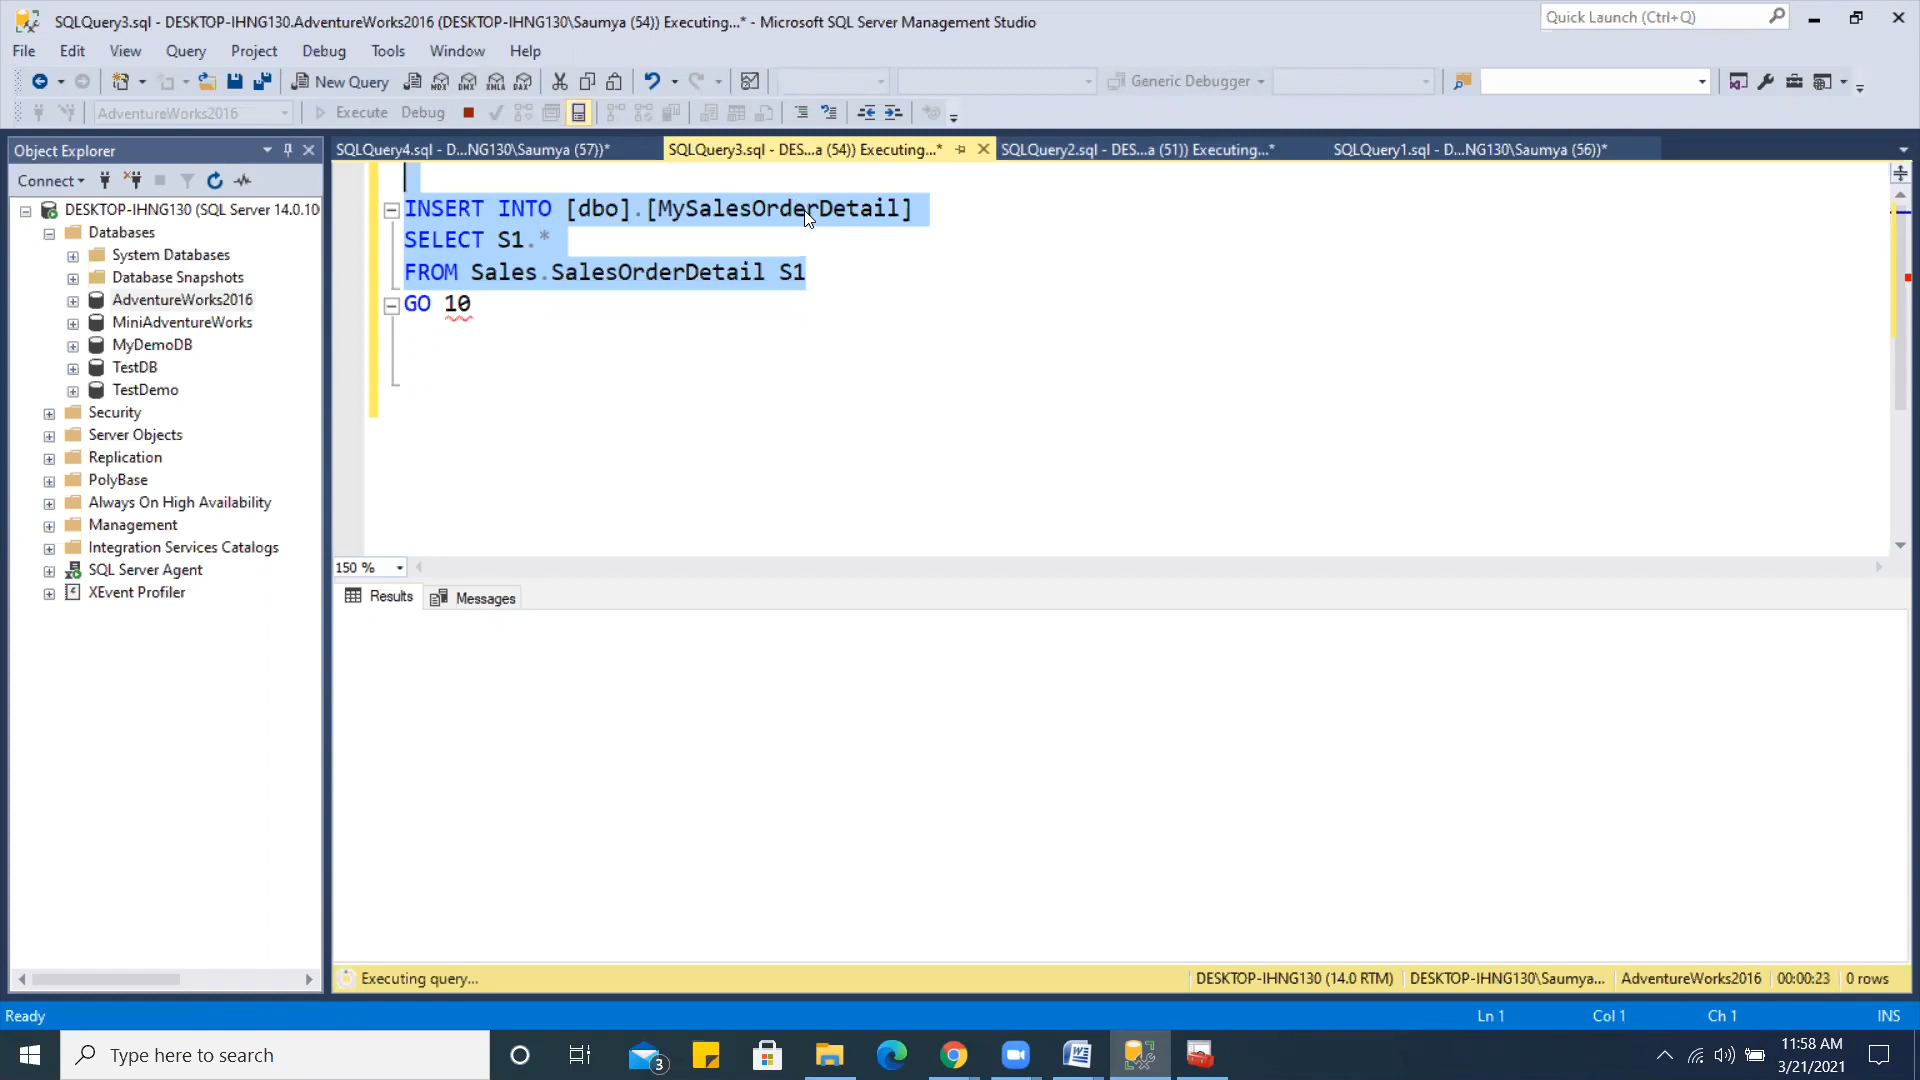 SQLQuery3.sql - DESKTOP-IHNG130.AdventureWorks2016 (DESKTOP-IHNG130\Saumya (54)) Executing...* - Microsoft SQL Server Management Studio
Quick Launch (Ctrl+Q)
File Edit View Query Project Debug Tools Window Help
New Query MDX DMX XMLA DAX Generic Debugger
AdventureWorks2016 Execute Debug
Object Explorer
SQLQuery4.sql - D...NG130\Saumya (57))*
SQLQuery3.sql - DES...a (54)) Executing...*
SQLQuery2.sql - DES...a (51)) Executing...*
SQLQuery1.sql - D...NG130\Saumya (56))*
Connect
DESKTOP-IHNG130 (SQL Server 14.0.10
Databases
System Databases
Database Snapshots
AdventureWorks2016
MiniAdventureWorks
MyDemoDB
TestDB
TestDemo
Security
Server Objects
Replication
PolyBase
Always On High Availability
Management
Integration Services Catalogs
SQL Server Agent
XEvent Profiler
INSERT INTO [dbo].[MySalesOrderDetail]
SELECT S1.*
FROM Sales.SalesOrderDetail S1
GO 10
150 %
Results Messages
Executing query...
DESKTOP-IHNG130 (14.0 RTM) DESKTOP-IHNG130\Saumya... AdventureWorks2016 00:00:23 0 rows
Ready Ln 1 Col 1 Ch 1 INS
Type here to search
3
11:58 AM
3/21/2021